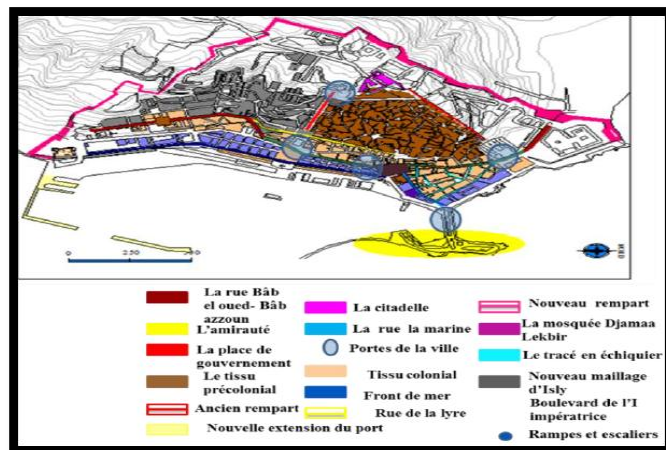 250
La rue Bâb
el oued- Bâb
azzoun
L'amirauté
La place de
gouvernement
Le tissu
précolonial
Ancien rempart
Nouvelle extension du port
La citadelle
La rue la marine
Portes de la ville
Tissu colonial
Front de mer
Rue de la lyre
Nouveau rempart
La mosquée Djamaa
Lekbir
Le tracé en échiquier
Nouveau maillage
d'Isly
Boulevard de l'I
impératrice
Rampes et escaliers